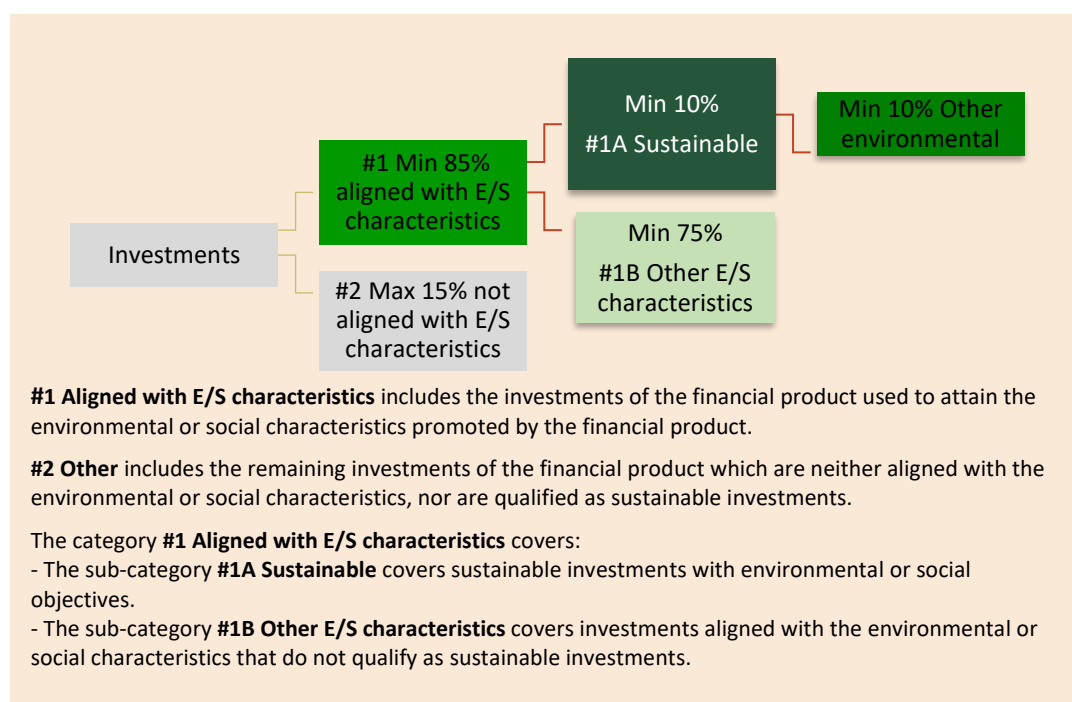 Investments
#1 Min 85%
aligned with E/S
characteristics
#2 Max 15% not
aligned with E/S
characteristics
Min 10%
#1A Sustainable
Min 75%
#1B Other E/S
characteristics
Min 10% Other
environmental
#1 Aligned with E/S characteristics includes the investments of the financial product used to attain the
environmental or social characteristics promoted by the financial product.
#2 Other includes the remaining investments of the financial product which are neither aligned with the
environmental or social characteristics, nor are qualified as sustainable investments.
The category #1 Aligned with E/S characteristics covers:
- The sub-category #1A Sustainable covers sustainable investments with environmental or social
objectives.
- The sub-category #1B Other E/S characteristics covers investments aligned with the environmental or
social characteristics that do not qualify as sustainable investments.